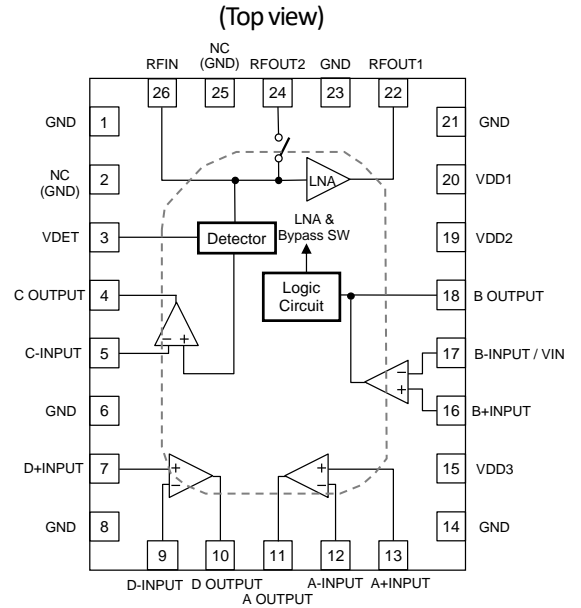 (Top view)
RFIN
NC
(GND)
RFOUT2
GND
RFOUT1
26
25
24
23
22
GND
1
21
GND
NC
(GND)
2
20
VDD1
LNA
VDET
3
Detector
LNA &
Bypass SW
19
VDD2
C OUTPUT
4
Logic
Circuit
18
B OUTPUT
C-INPUT
5
− +
−
+
17
B-INPUT / VIN
GND
6
16
B+INPUT
D+INPUT
7
+
−
+
−
15
VDD3
GND
8
14
GND
9
10
11
12
13
D-INPUT
D OUTPUT
A OUTPUT
A-INPUT
A+INPUT